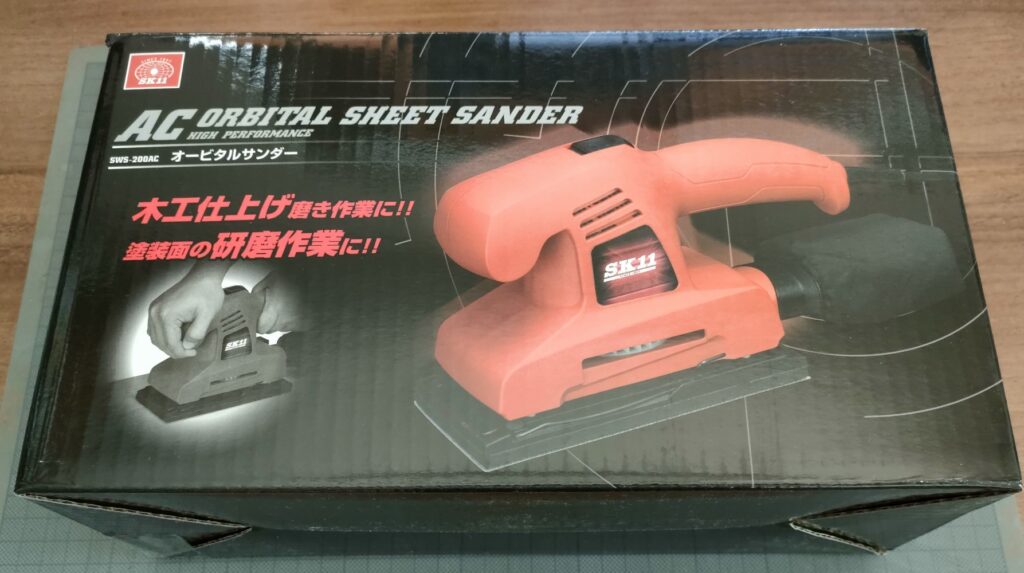 SK11
AC ORBITAL SHEET SANDER
HIGH PERFORMANCE
SWS-200AC オービタルサンダー
木工仕上げ磨き作業に!!
塗装面の研磨作業に!!
SK11
SK11